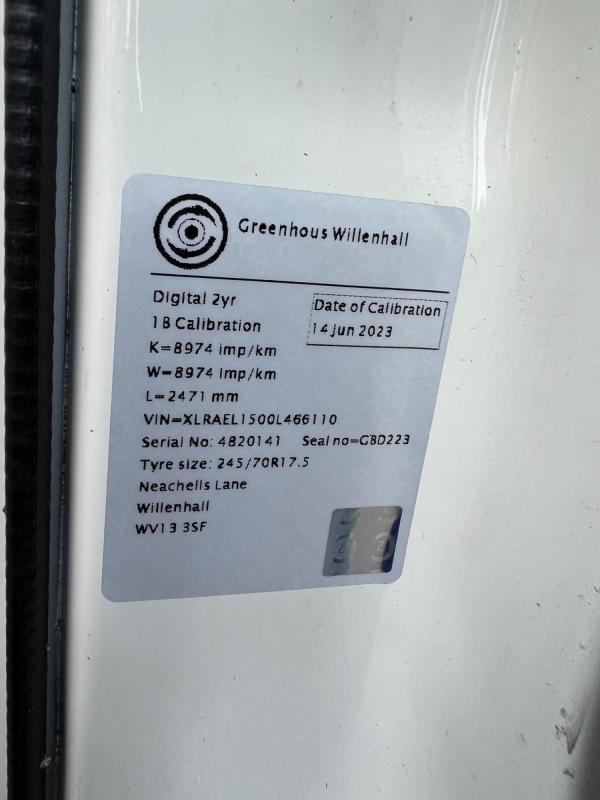 Greenhous Willenhall
Digital 2yr
Date of Calibration
1B Calibration
14 Jun 2023
K=8974 imp/km
W=8974 Imp/km
L=2471 mm
VIN=XLRAEL1500L466110
Serial No: 4820141 Seal no=GBD223
Tyre size: 245/70R17.5
Neachells Lane
Willenhall
WV13 3SF